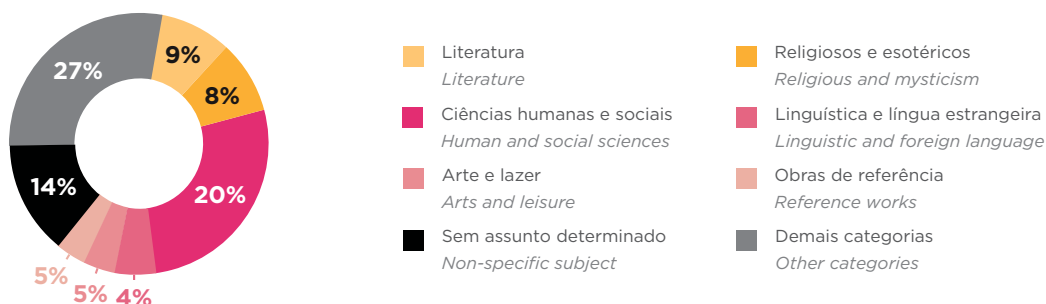 9%
8%
20%
4%
5%
5%
14%
27%
Literatura
Literature
Ciências humanas e sociais
Human and social sciences
Arte e lazer
Arts and leisure
Sem assunto determinado
Non-specific subject
Religiosos e esotéricos
Religious and mysticism
Linguística e língua estrangeira
Linguistic and foreign language
Obras de referência
Reference works
Demais categorias
Other categories